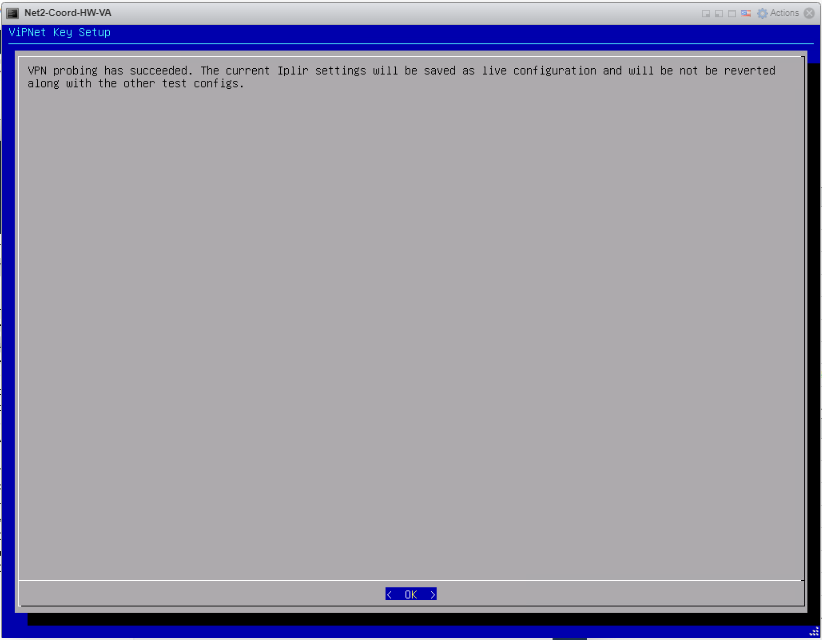 Net2-Coord-HW-VA
Actions
ViPNet Key Setup
VPN probing has succeeded. The current Iplir settings will be saved as live configuration and will be not be reverted
along with the other test configs.
< OK >